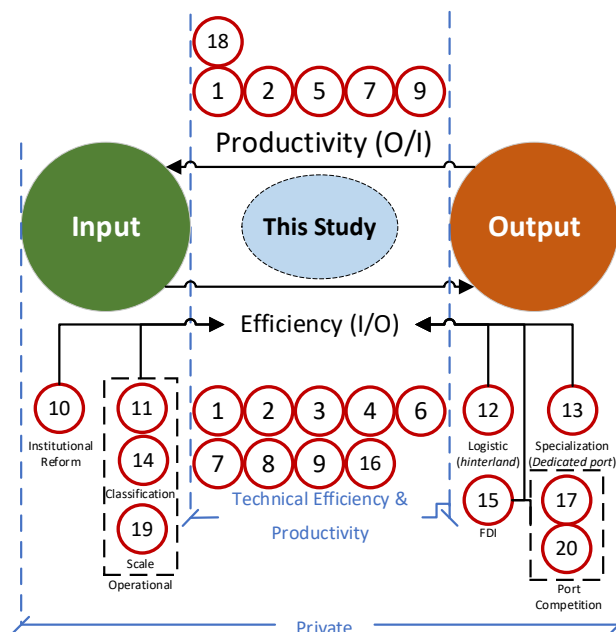 18
1 2 5 7 9
Productivity (O/I)
Input
This Study
Output
Efficiency (I/O)
10
Institutional
Reform
11
14
Classification
19
Scale
Operational
1 2 3 4 6
7 8 9 16
Technical Efficiency &
Productivity
12
Logistic
(hinterland)
13
Specialization
(Dedicated port)
15
FDI
17
20
Port
Competition
Private